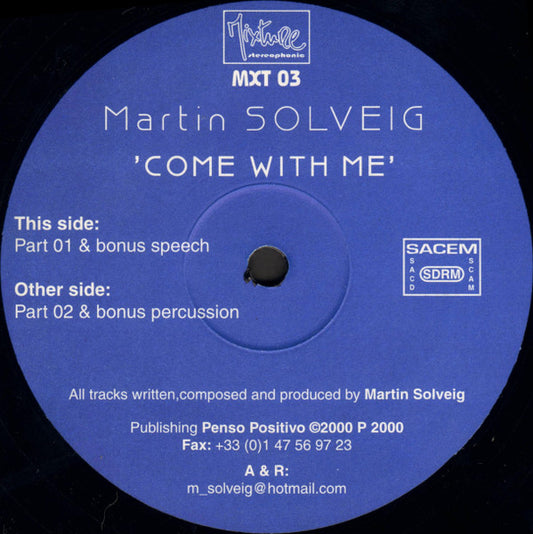 Mixture
stereophonic
MXT 03
Martin SOLVEIG
'COME WITH ME'
This side:
Part 01 & bonus speech
Other side:
Part 02 & bonus percussion
SACEM
SACD
SDRM
SCAM
All tracks written,composed and produced by Martin Solveig
Publishing Penso Positivo ©2000 P 2000
Fax: +33 (0)1 47 56 97 23
A & R:
m_solveig@hotmail.com